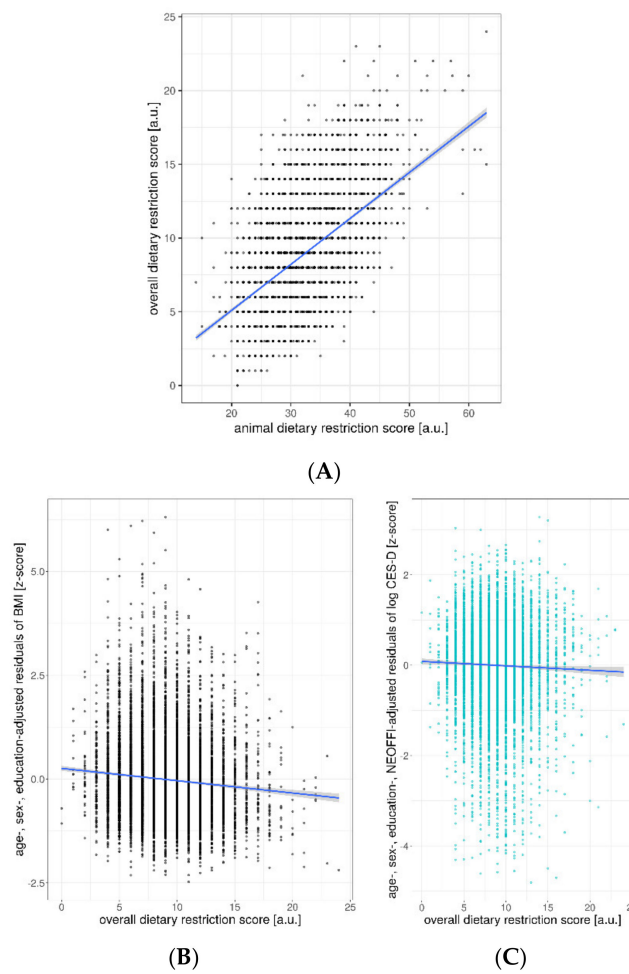 25
20
15
10
5
0
overall dietary restriction score [a.u.]
20 30 40 50 60
animal dietary restriction score [a.u.]
(A)
5.0
2.5
0.0
-2.5
age-, sex-, education-adjusted residuals of BMI [z-score]
0 5 10 15 20 25
overall dietary restriction score [a.u.]
(B)
2
0
-2
-4
age-, sex-, education-, NEOFFI-adjusted residuals of log CES-D [z-score]
0 5 10 15 20 25
overall dietary restriction score [a.u.]
(C)